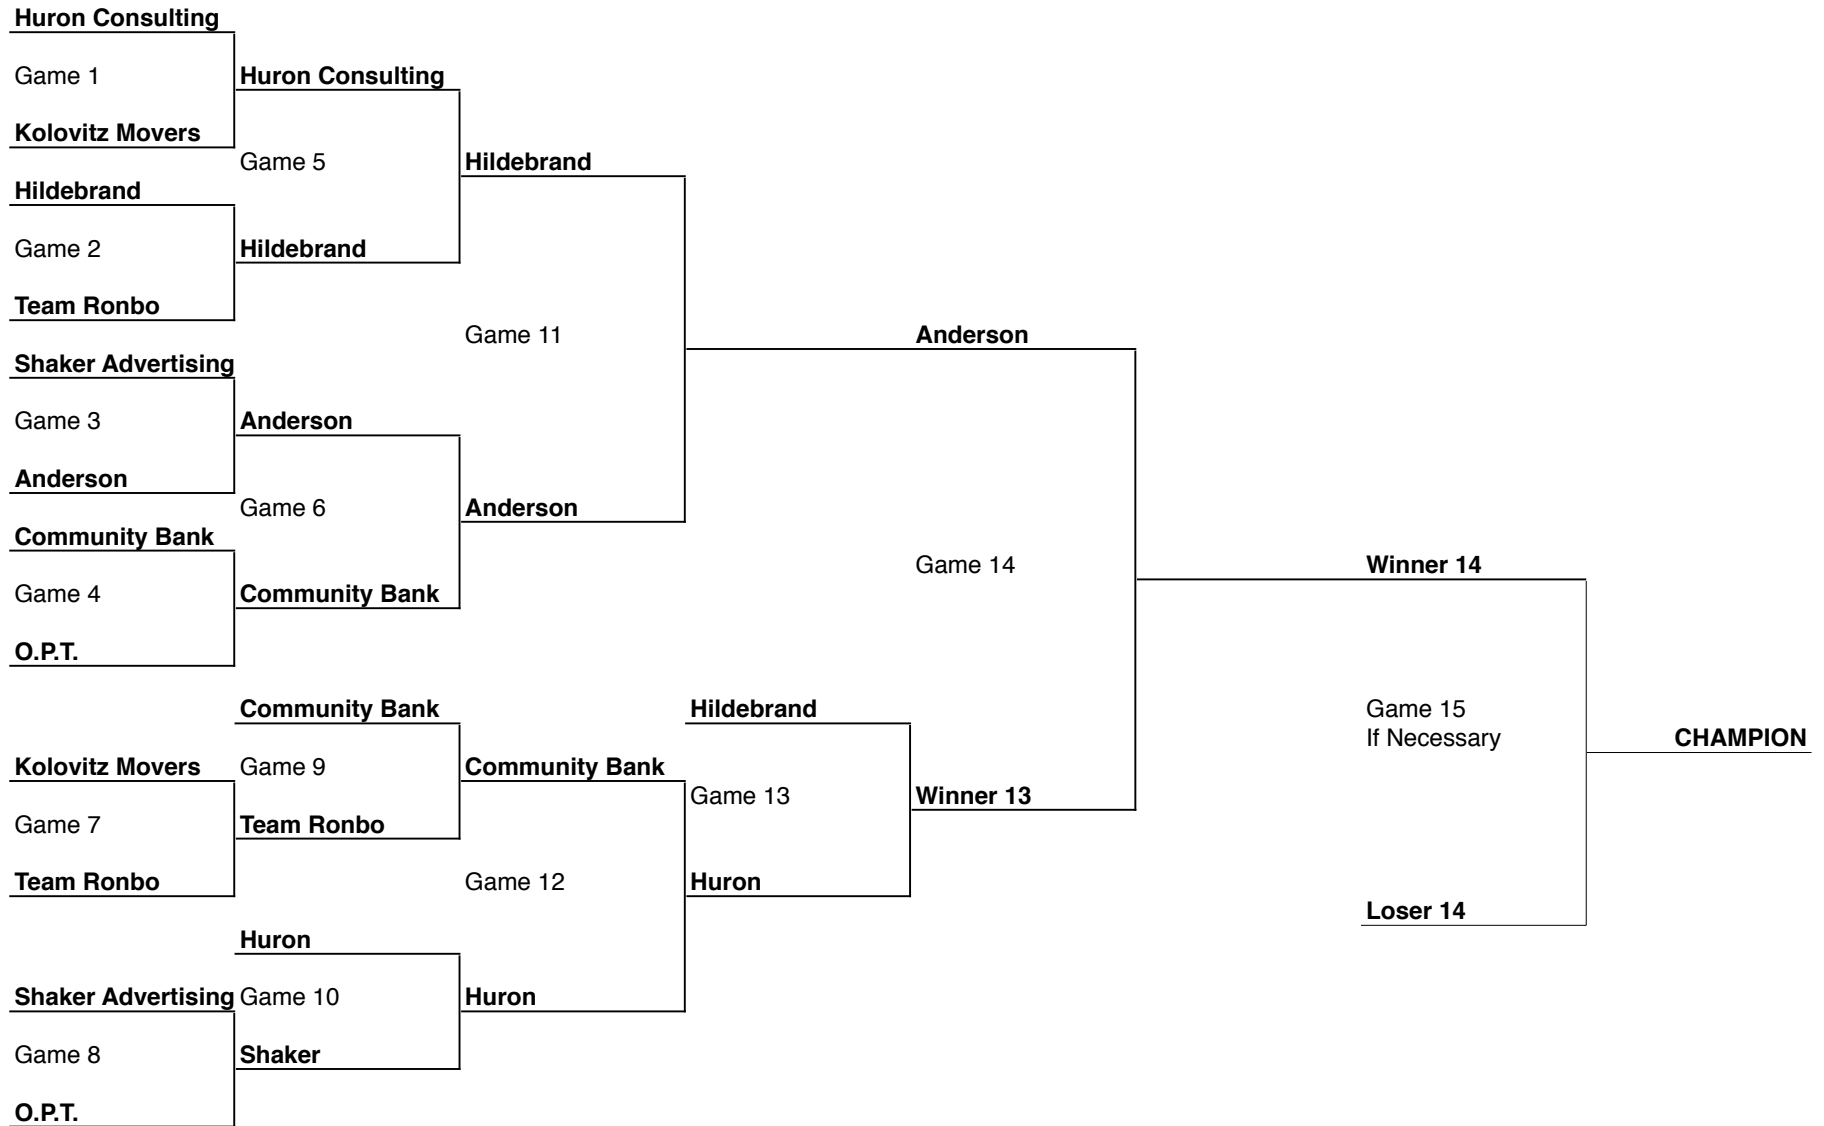 Huron Consulting
Game 1
Huron Consulting
Kolovitz Movers
Game 5
Hildebrand
Hildebrand
Game 2
Hildebrand
Team Ronbo
Game 11
Anderson
Shaker Advertising
Game 3
Anderson
Anderson
Game 6
Anderson
Community Bank
Game 14
Winner 14
Game 4
Community Bank
O.P.T.
Community Bank
Hildebrand
Game 15
If Necessary
CHAMPION
Kolovitz Movers
Game 9
Community Bank
Game 13
Winner 13
Game 7
Team Ronbo
Team Ronbo
Game 12
Huron
Loser 14
Huron
Shaker Advertising
Game 10
Huron
Game 8
Shaker
O.P.T.